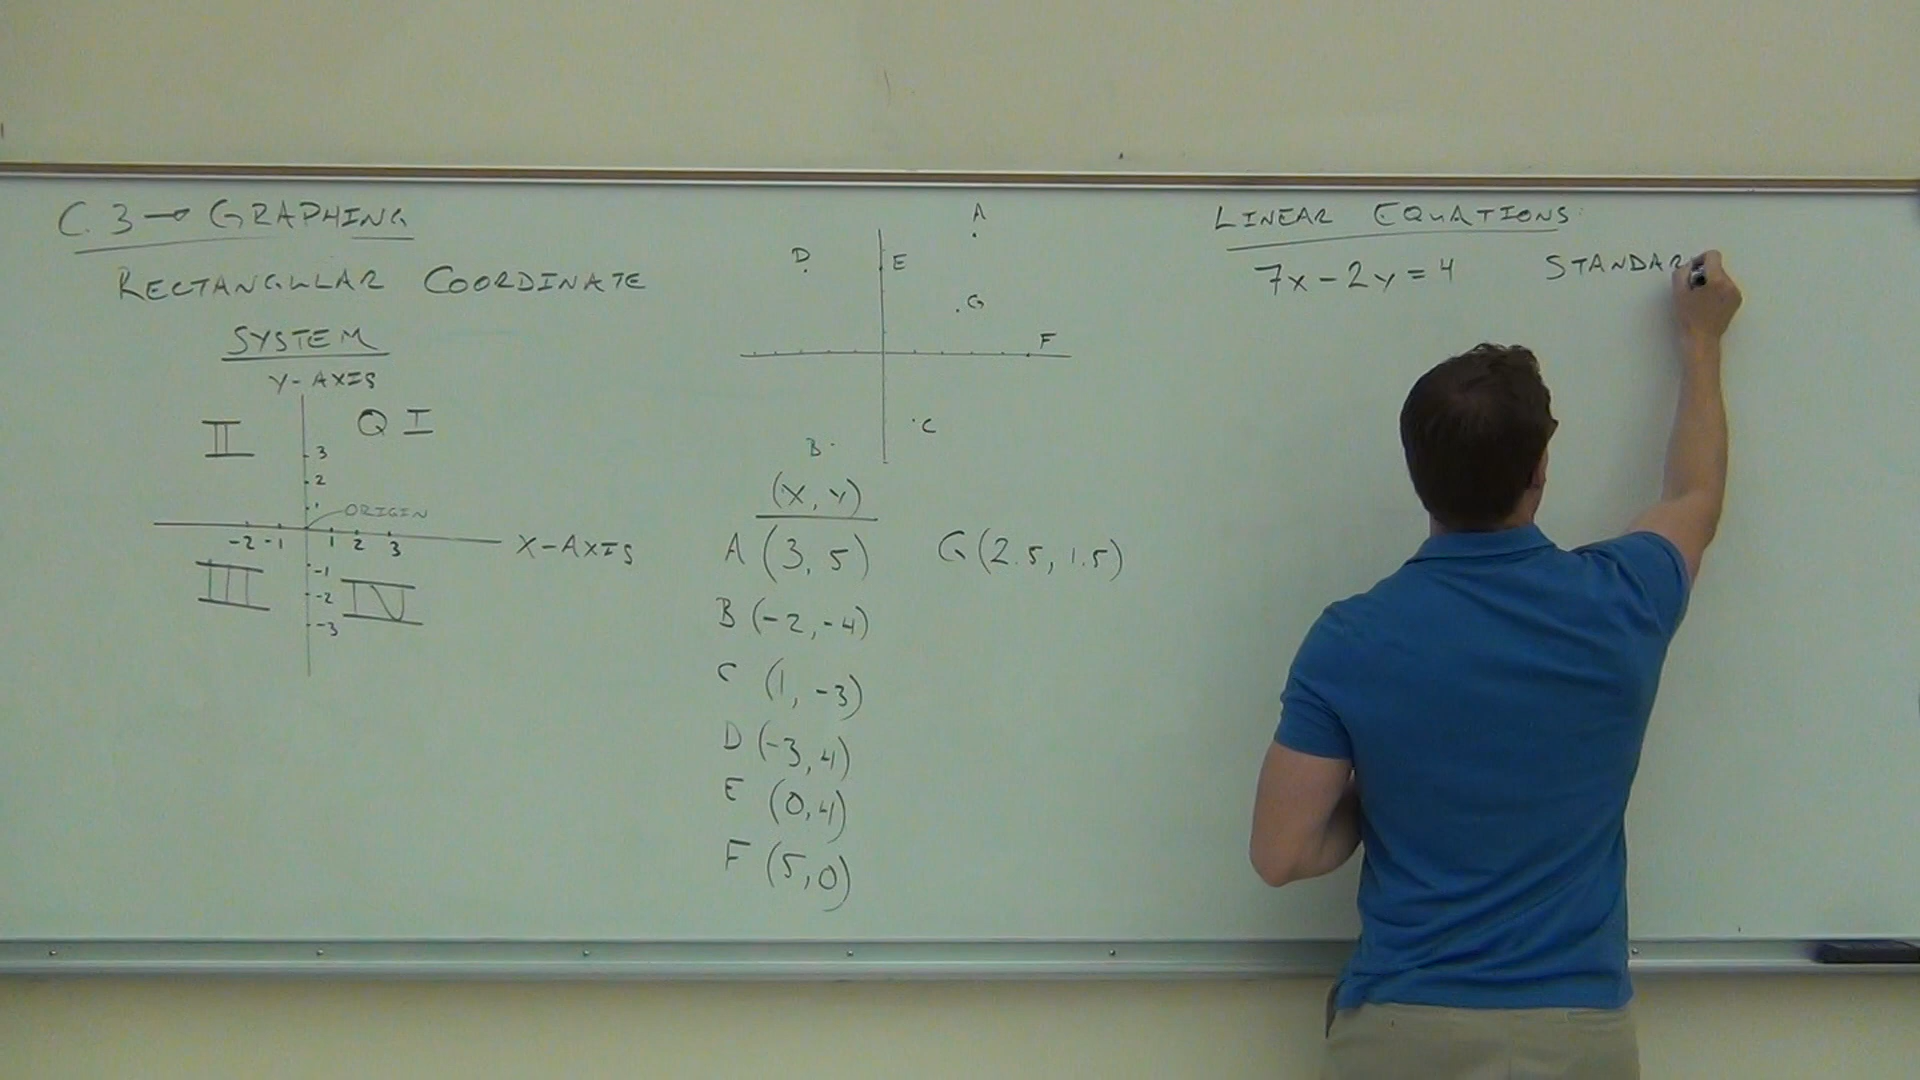 C.3 → GRAPHING
RECTANGULAR COORDINATE
SYSTEM
Y-AXIS
II
Q I
3
2
1
ORIGIN
-2 -1 1 2 3
X-AXIS
-1
-2
-3
III
IV
A
D
E
G
F
C
B
(X, Y)
A (3, 5)
G (2.5, 1.5)
B (-2, -4)
C (1, -3)
D (-3, 4)
E (0, 4)
F (5, 0)
LINEAR EQUATIONS:
7x - 2y = 4
STANDAR